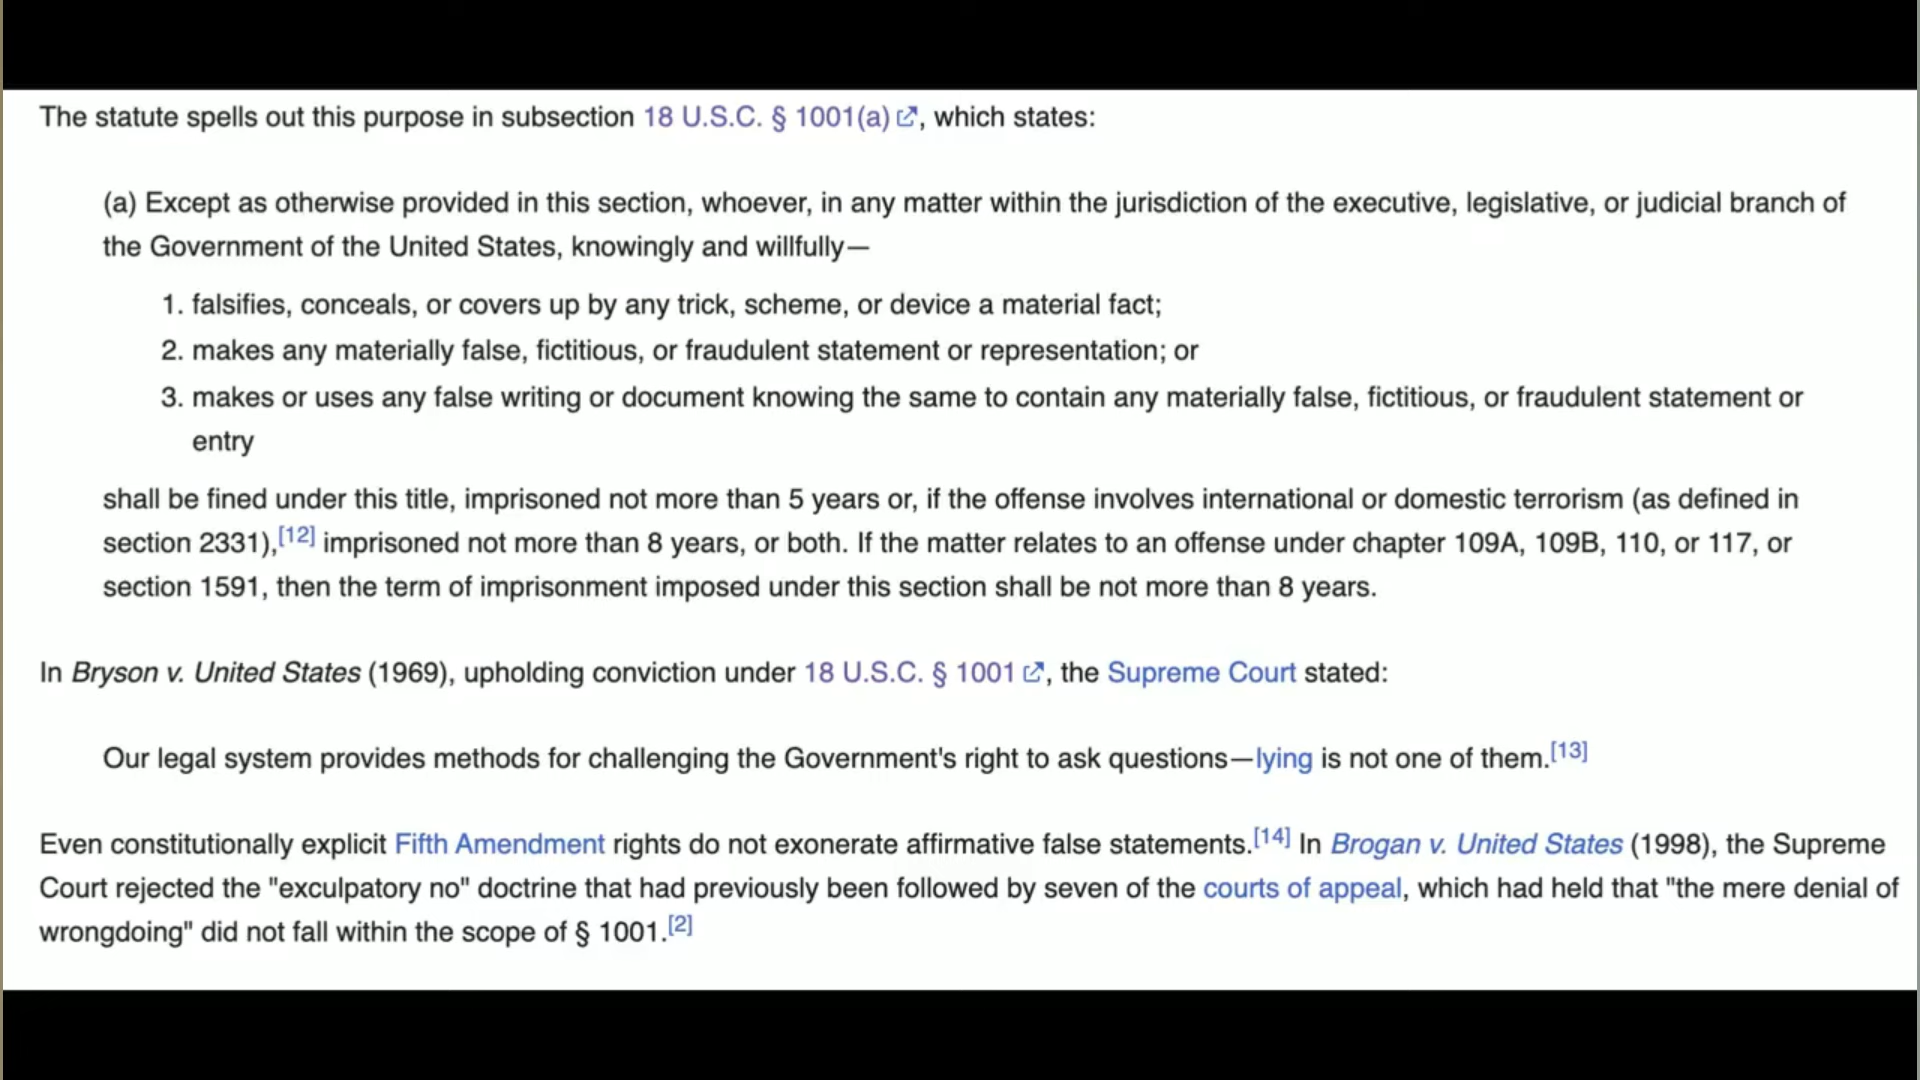 The statute spells out this purpose in subsection 18 U.S.C. § 1001(a), which states:
(a) Except as otherwise provided in this section, whoever, in any matter within the jurisdiction of the executive, legislative, or judicial branch of
the Government of the United States, knowingly and willfully—
1. falsifies, conceals, or covers up by any trick, scheme, or device a material fact;
2. makes any materially false, fictitious, or fraudulent statement or representation; or
3. makes or uses any false writing or document knowing the same to contain any materially false, fictitious, or fraudulent statement or
entry
shall be fined under this title, imprisoned not more than 5 years or, if the offense involves international or domestic terrorism (as defined in
section 2331),[12] imprisoned not more than 8 years, or both. If the matter relates to an offense under chapter 109A, 109B, 110, or 117, or
section 1591, then the term of imprisonment imposed under this section shall be not more than 8 years.
In Bryson v. United States (1969), upholding conviction under 18 U.S.C. § 1001, the Supreme Court stated:
Our legal system provides methods for challenging the Government's right to ask questions—lying is not one of them.[13]
Even constitutionally explicit Fifth Amendment rights do not exonerate affirmative false statements.[14] In Brogan v. United States (1998), the Supreme
Court rejected the "exculpatory no" doctrine that had previously been followed by seven of the courts of appeal, which had held that "the mere denial of
wrongdoing" did not fall within the scope of § 1001.[2]